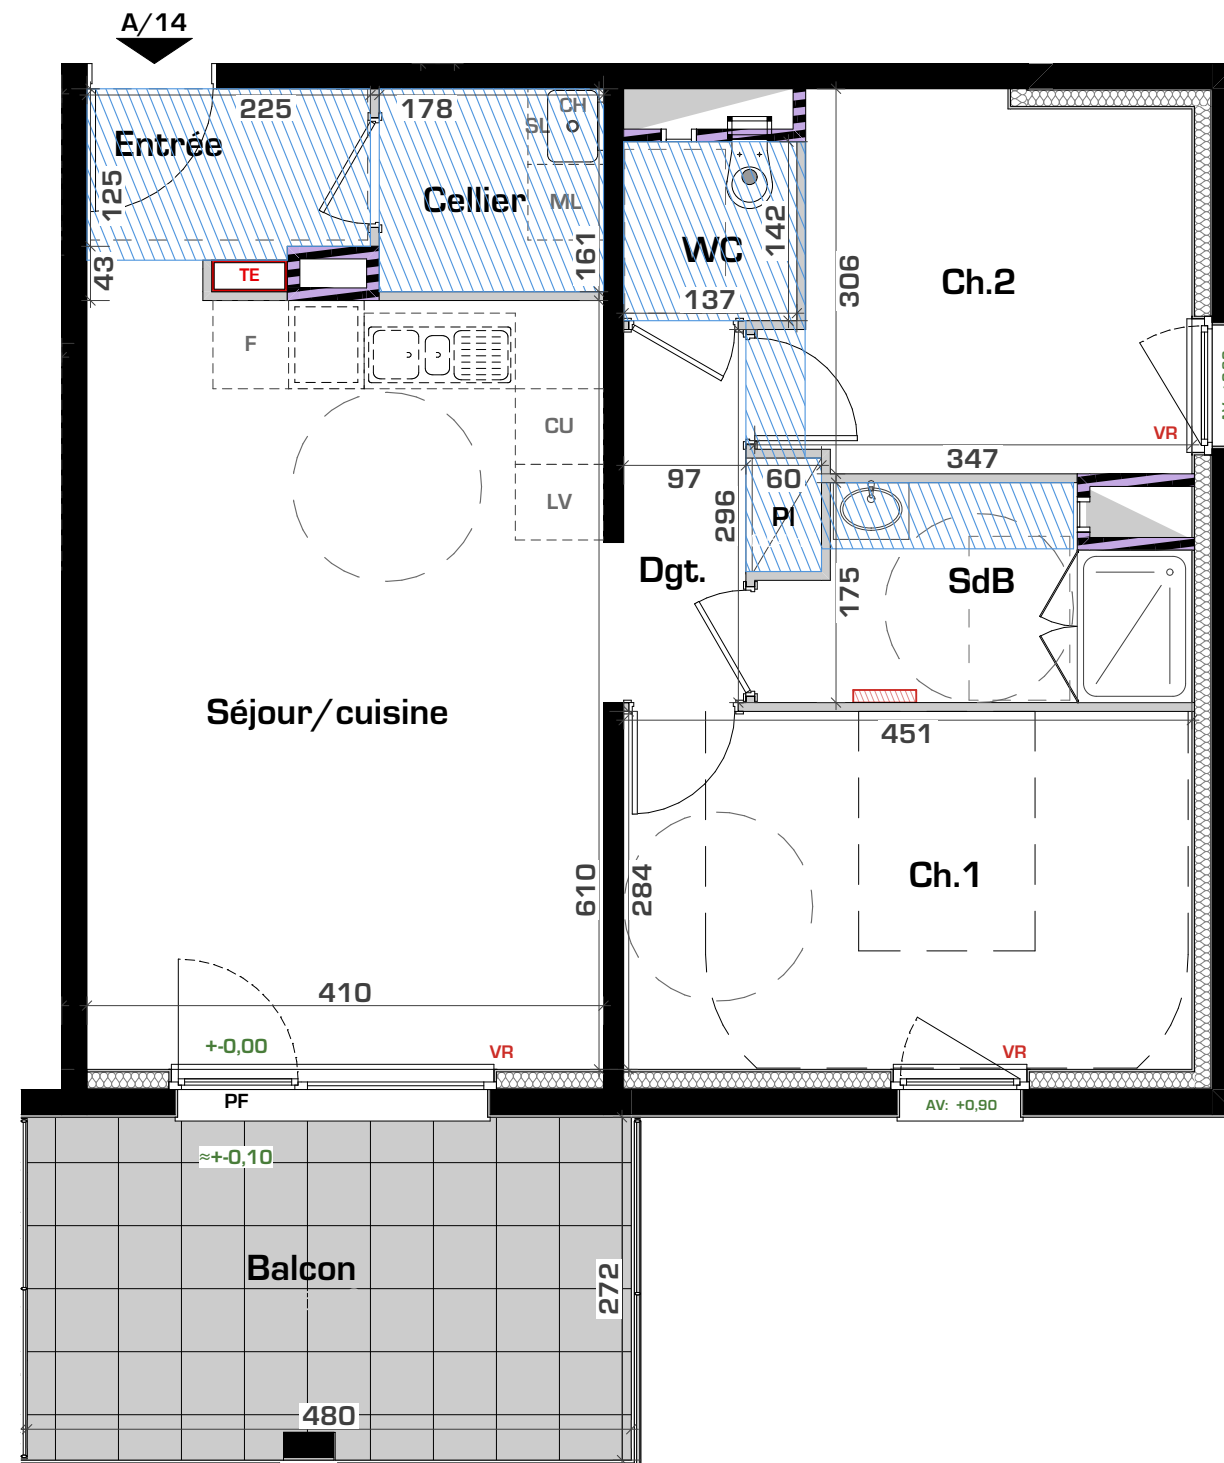 A/14
225
178
CH
SL
Entrée
125
Cellier
ML
142
WC
161
43
TE
137
306
Ch.2
F
CU
VR
347
97
60
LV
296
Pl
Dgt.
175
SdB
Séjour/cuisine
451
610
284
Ch.1
410
+-0,00
VR
VR
PF
AV: +0,90
≈+-0,10
Balcon
272
480